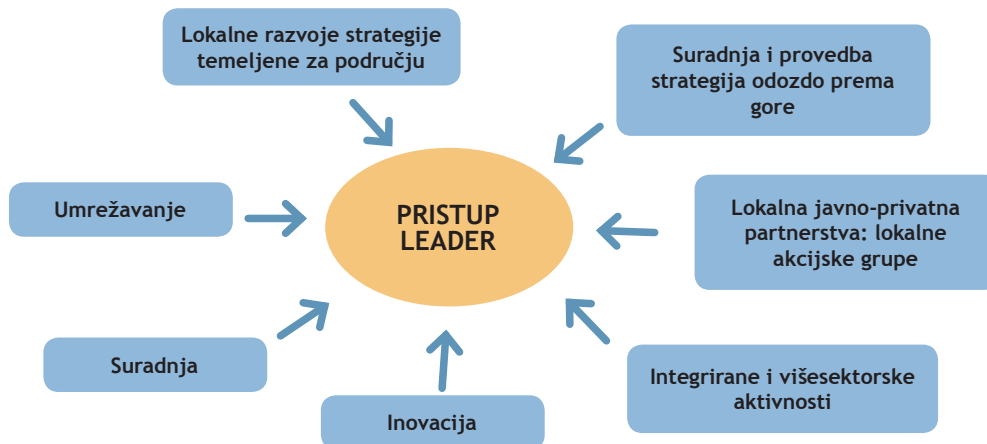 Lokalne razvoje strategije
temeljene za području
Suradnja i provedba
strategija odozdo prema
gore
Umrežavanje
PRISTUP
LEADER
Lokalna javno-privatna
partnerstva: lokalne
akcijske grupe
Suradnja
Integrirane i višesektorske
aktivnosti
Inovacija